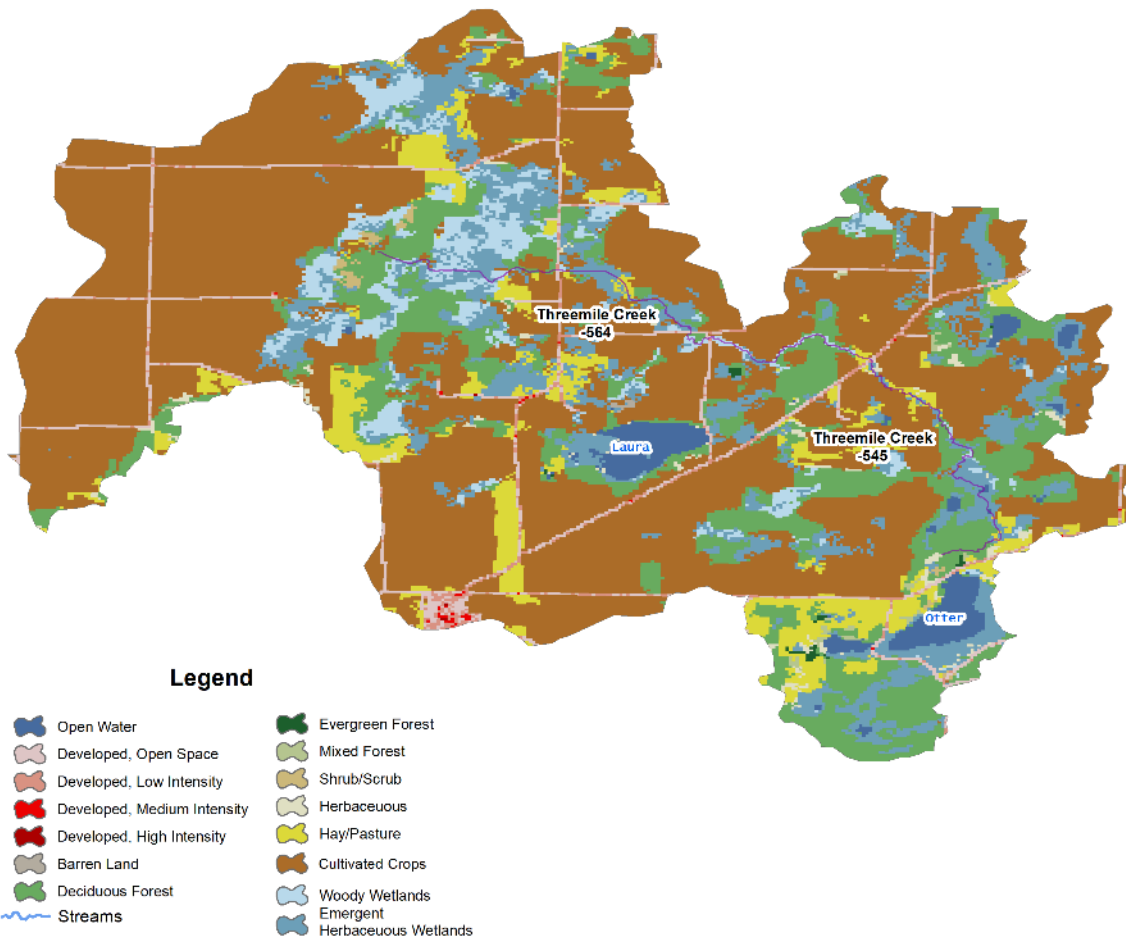 Threemile Creek
-564
Laura
Threemile Creek
-545
Otter
Legend
Open Water
Developed, Open Space
Developed, Low Intensity
Developed, Medium Intensity
Developed, High Intensity
Barren Land
Deciduous Forest
Streams
Evergreen Forest
Mixed Forest
Shrub/Scrub
Herbaceuous
Hay/Pasture
Cultivated Crops
Woody Wetlands
Emergent
Herbaceuous Wetlands